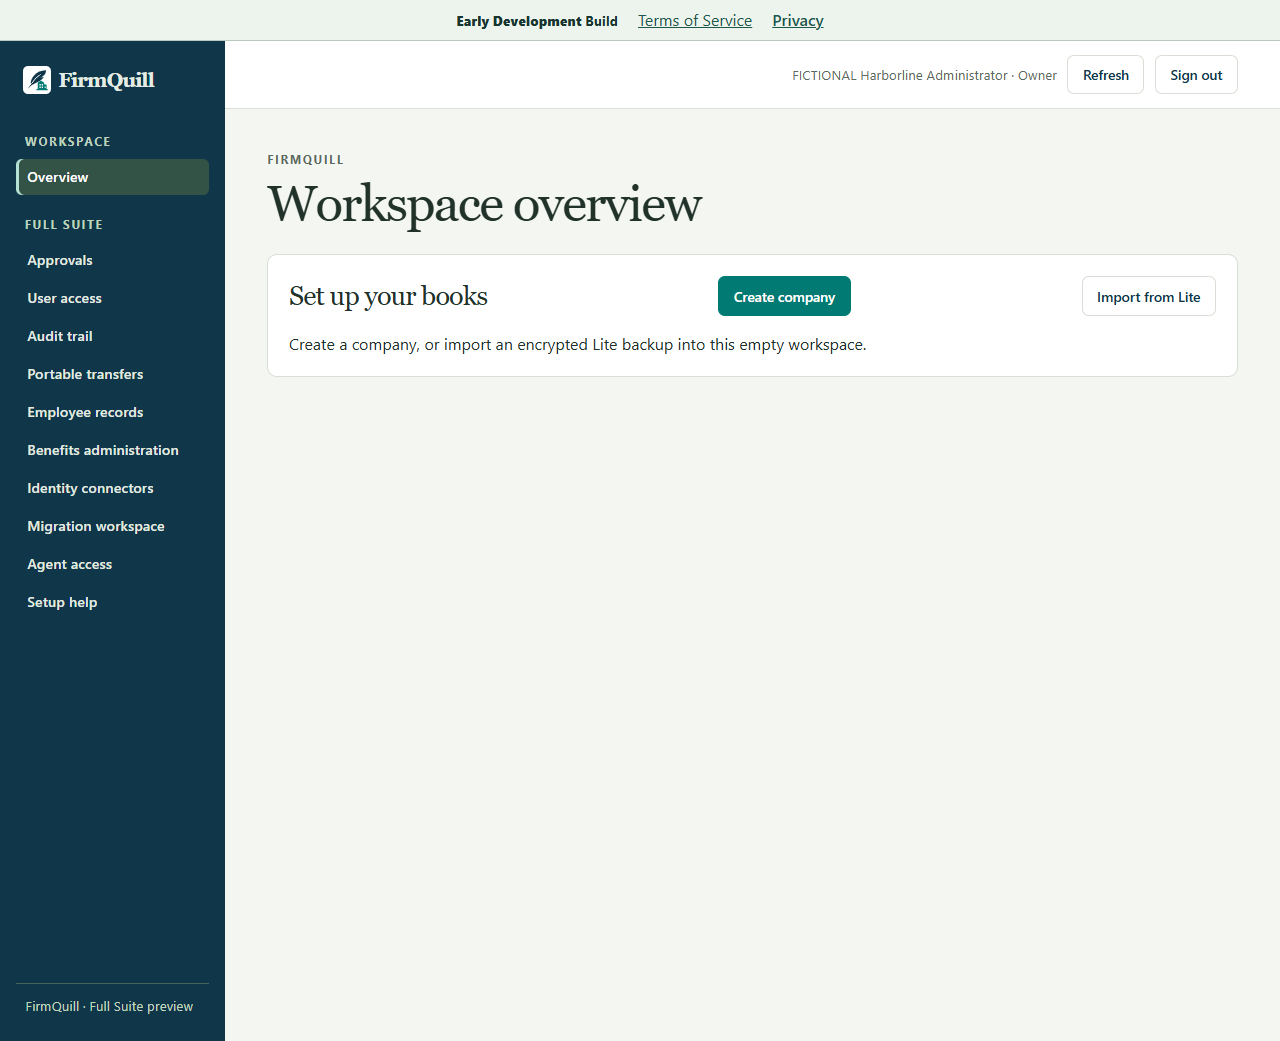 Early Development Build Terms of Service Privacy
FirmQuill
FICTIONAL Harborline Administrator · Owner Refresh Sign out
WORKSPACE
Overview
FULL SUITE
Approvals
User access
Audit trail
Portable transfers
Employee records
Benefits administration
Identity connectors
Migration workspace
Agent access
Setup help
FirmQuill · Full Suite preview
FIRMQUILL
Workspace overview
Set up your books Create company Import from Lite
Create a company, or import an encrypted Lite backup into this empty workspace.